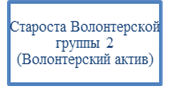 Староста Волонтерской
группы 2
(Волонтерский актив)